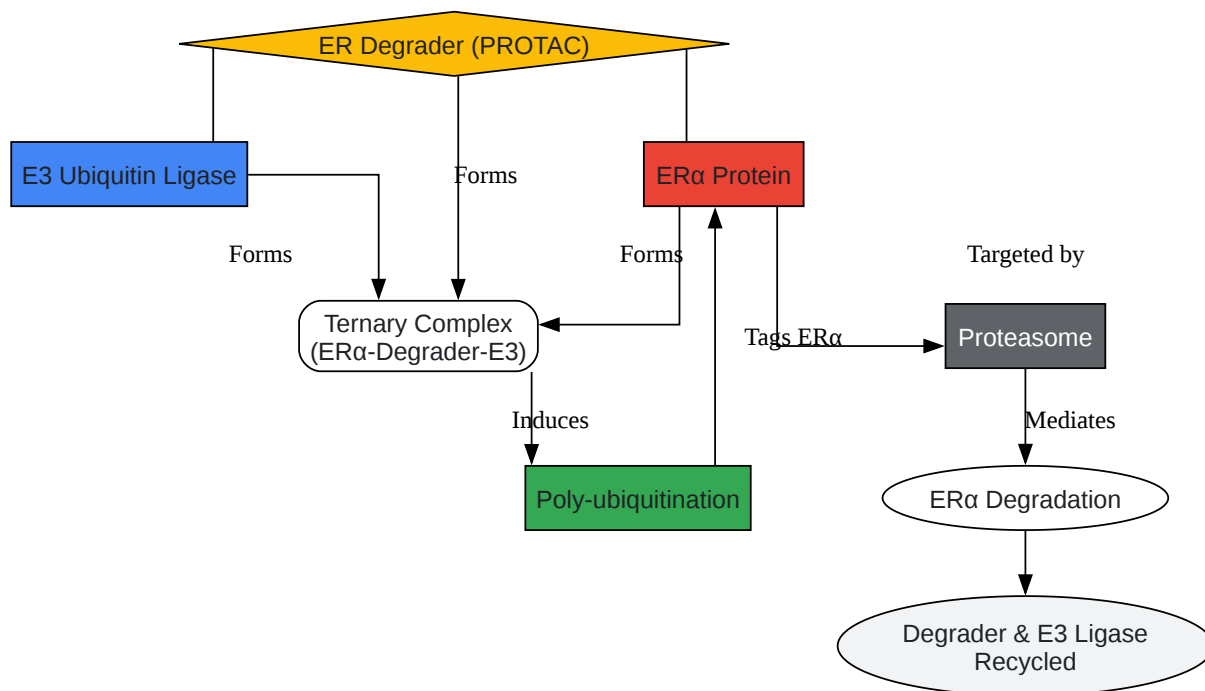 ER Degrader (PROTAC)
E3 Ubiquitin Ligase
Forms
ERα Protein
Forms
Forms
Targeted by
Ternary Complex
(ERα-Degrader-E3)
Tags ERα
Proteasome
Induces
Mediates
Poly-ubiquitination
ERα Degradation
Degrader & E3 Ligase
Recycled